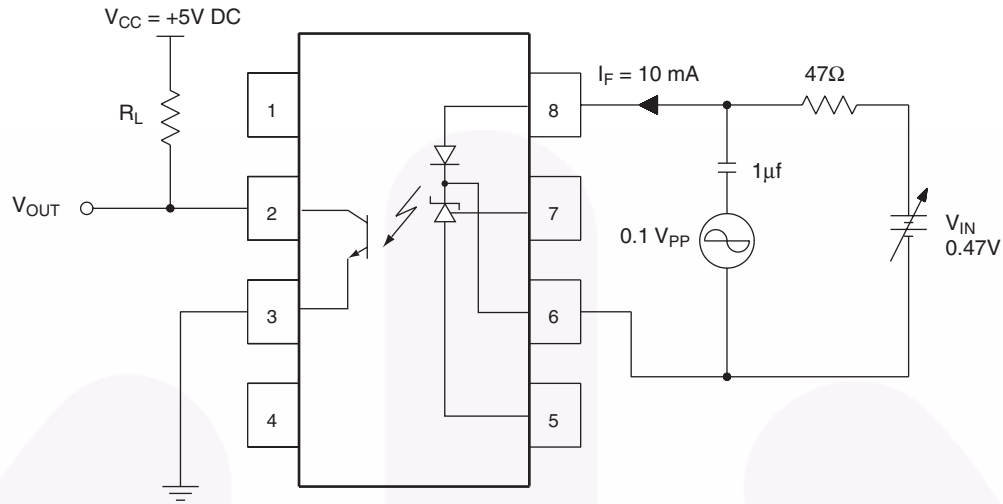 V_CC = +5V DC
R_L
V_OUT
1
2
3
4
8
7
6
5
I_F = 10 mA
47Ω
1µf
0.1 V_PP
V_IN
0.47V